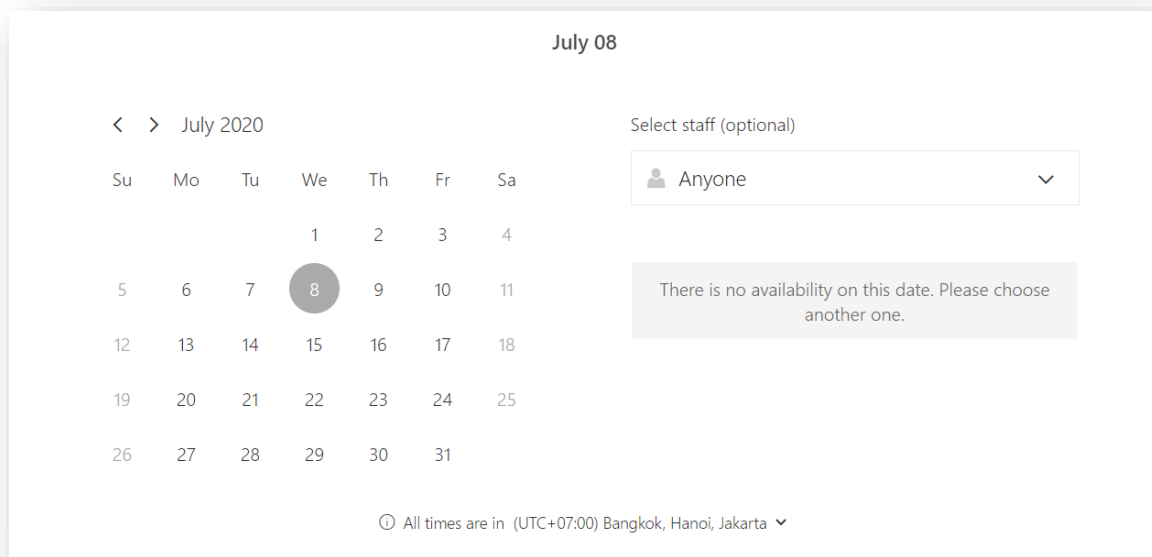 July 08
July 2020
Su Mo Tu We Th Fr Sa
1 2 3 4
5 6 7 8 9 10 11
12 13 14 15 16 17 18
19 20 21 22 23 24 25
26 27 28 29 30 31
Select staff (optional)
Anyone
There is no availability on this date. Please choose
another one.
All times are in (UTC+07:00) Bangkok, Hanoi, Jakarta